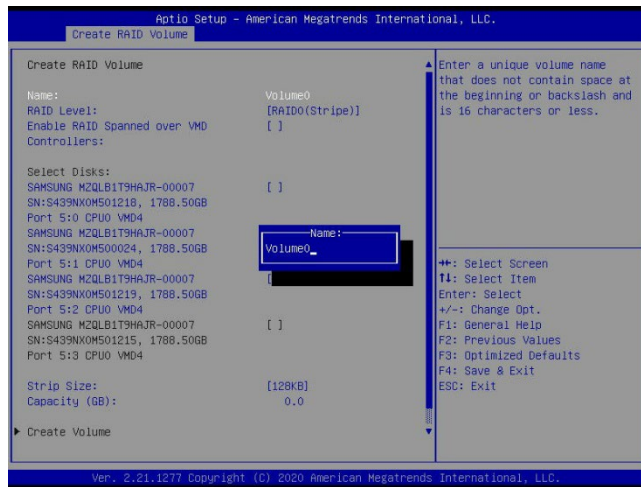 Aptio Setup – American Megatrends International, LLC.
Create RAID Volume
Create RAID Volume
Name: Volume0
RAID Level: [RAID0(Stripe)]
Enable RAID Spanned over VMD [ ]
Controllers:
Select Disks:
SAMSUNG MZQLB1T9HAJR-00007 [ ]
SN:S439NX0M501218, 1788.50GB
Port 5:0 CPU0 VMD4
SAMSUNG MZQLB1T9HAJR-00007
SN:S439NX0M500024, 1788.50GB
Port 5:1 CPU0 VMD4
SAMSUNG MZQLB1T9HAJR-00007 [
SN:S439NX0M501219, 1788.50GB
Port 5:2 CPU0 VMD4
SAMSUNG MZQLB1T9HAJR-00007 [ ]
SN:S439NX0M501215, 1788.50GB
Port 5:3 CPU0 VMD4
Strip Size: [128KB]
Capacity (GB): 0.0
Create Volume
Name:
Volume0_
Enter a unique volume name
that does not contain space at
the beginning or backslash and
is 16 characters or less.
→←: Select Screen
↑↓: Select Item
Enter: Select
+/-: Change Opt.
F1: General Help
F2: Previous Values
F3: Optimized Defaults
F4: Save & Exit
ESC: Exit
Ver. 2.21.1277 Copyright (C) 2020 American Megatrends International, LLC.